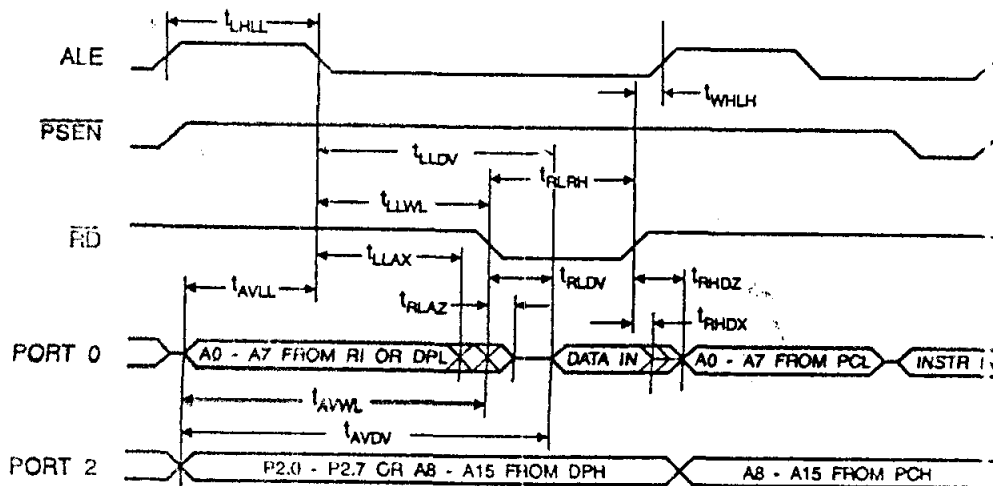 tLHLL
ALE
tWHLH
PSEN
tLLDV
tRLRH
tLLWL
RD
tLLAX
tRLDV
tRHDZ
tAVLL
tRLAZ
tRHDX
PORT 0
A0 - A7 FROM RI OR DPL
DATA IN
A0 - A7 FROM PCL
INSTR I
tAVWL
tAVDV
PORT 2
P2.0 - P2.7 OR A8 - A15 FROM DPH
A8 - A15 FROM PCH